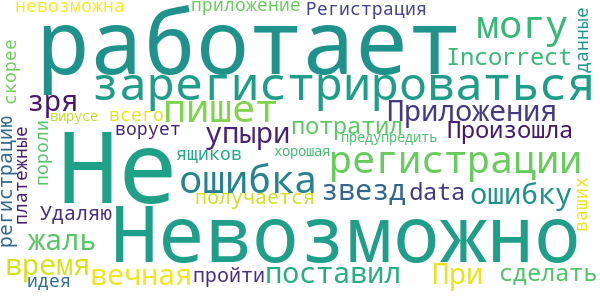 невозможна приложение Регистрация
работает могу
скорее Incorrect данные
зарегистрироваться
зря пишет Приложения
вирусе всего
ворует упыри потратил Произошла
предупредить
Не ящиков хорошая регистрации
регистрацию платежные пороли
ошибка звезд data ошибку
получается
Удаляю Невозможно ваших
жаль
время вечная пройти поставил При сделать
идея